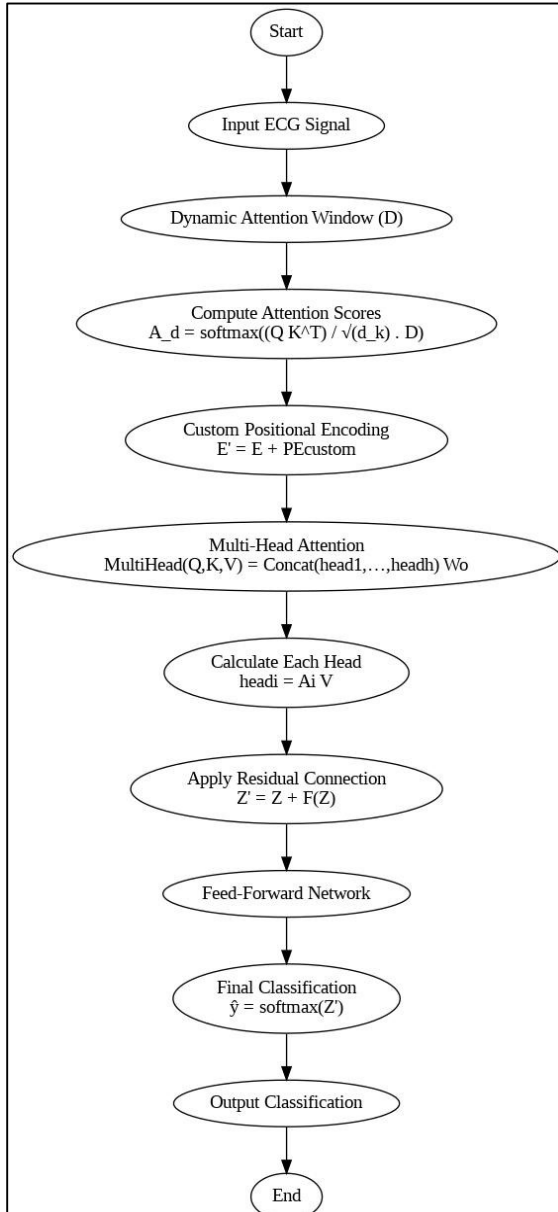 Start
Input ECG Signal
Dynamic Attention Window (D)
Compute Attention Scores
A_d = softmax((Q K^T) / √(d_k) . D)
Custom Positional Encoding
E' = E + PEcustom
Multi-Head Attention
MultiHead(Q,K,V) = Concat(head1,…,headh) Wo
Calculate Each Head
headi = Ai V
Apply Residual Connection
Z' = Z + F(Z)
Feed-Forward Network
Final Classification
ŷ = softmax(Z')
Output Classification
End